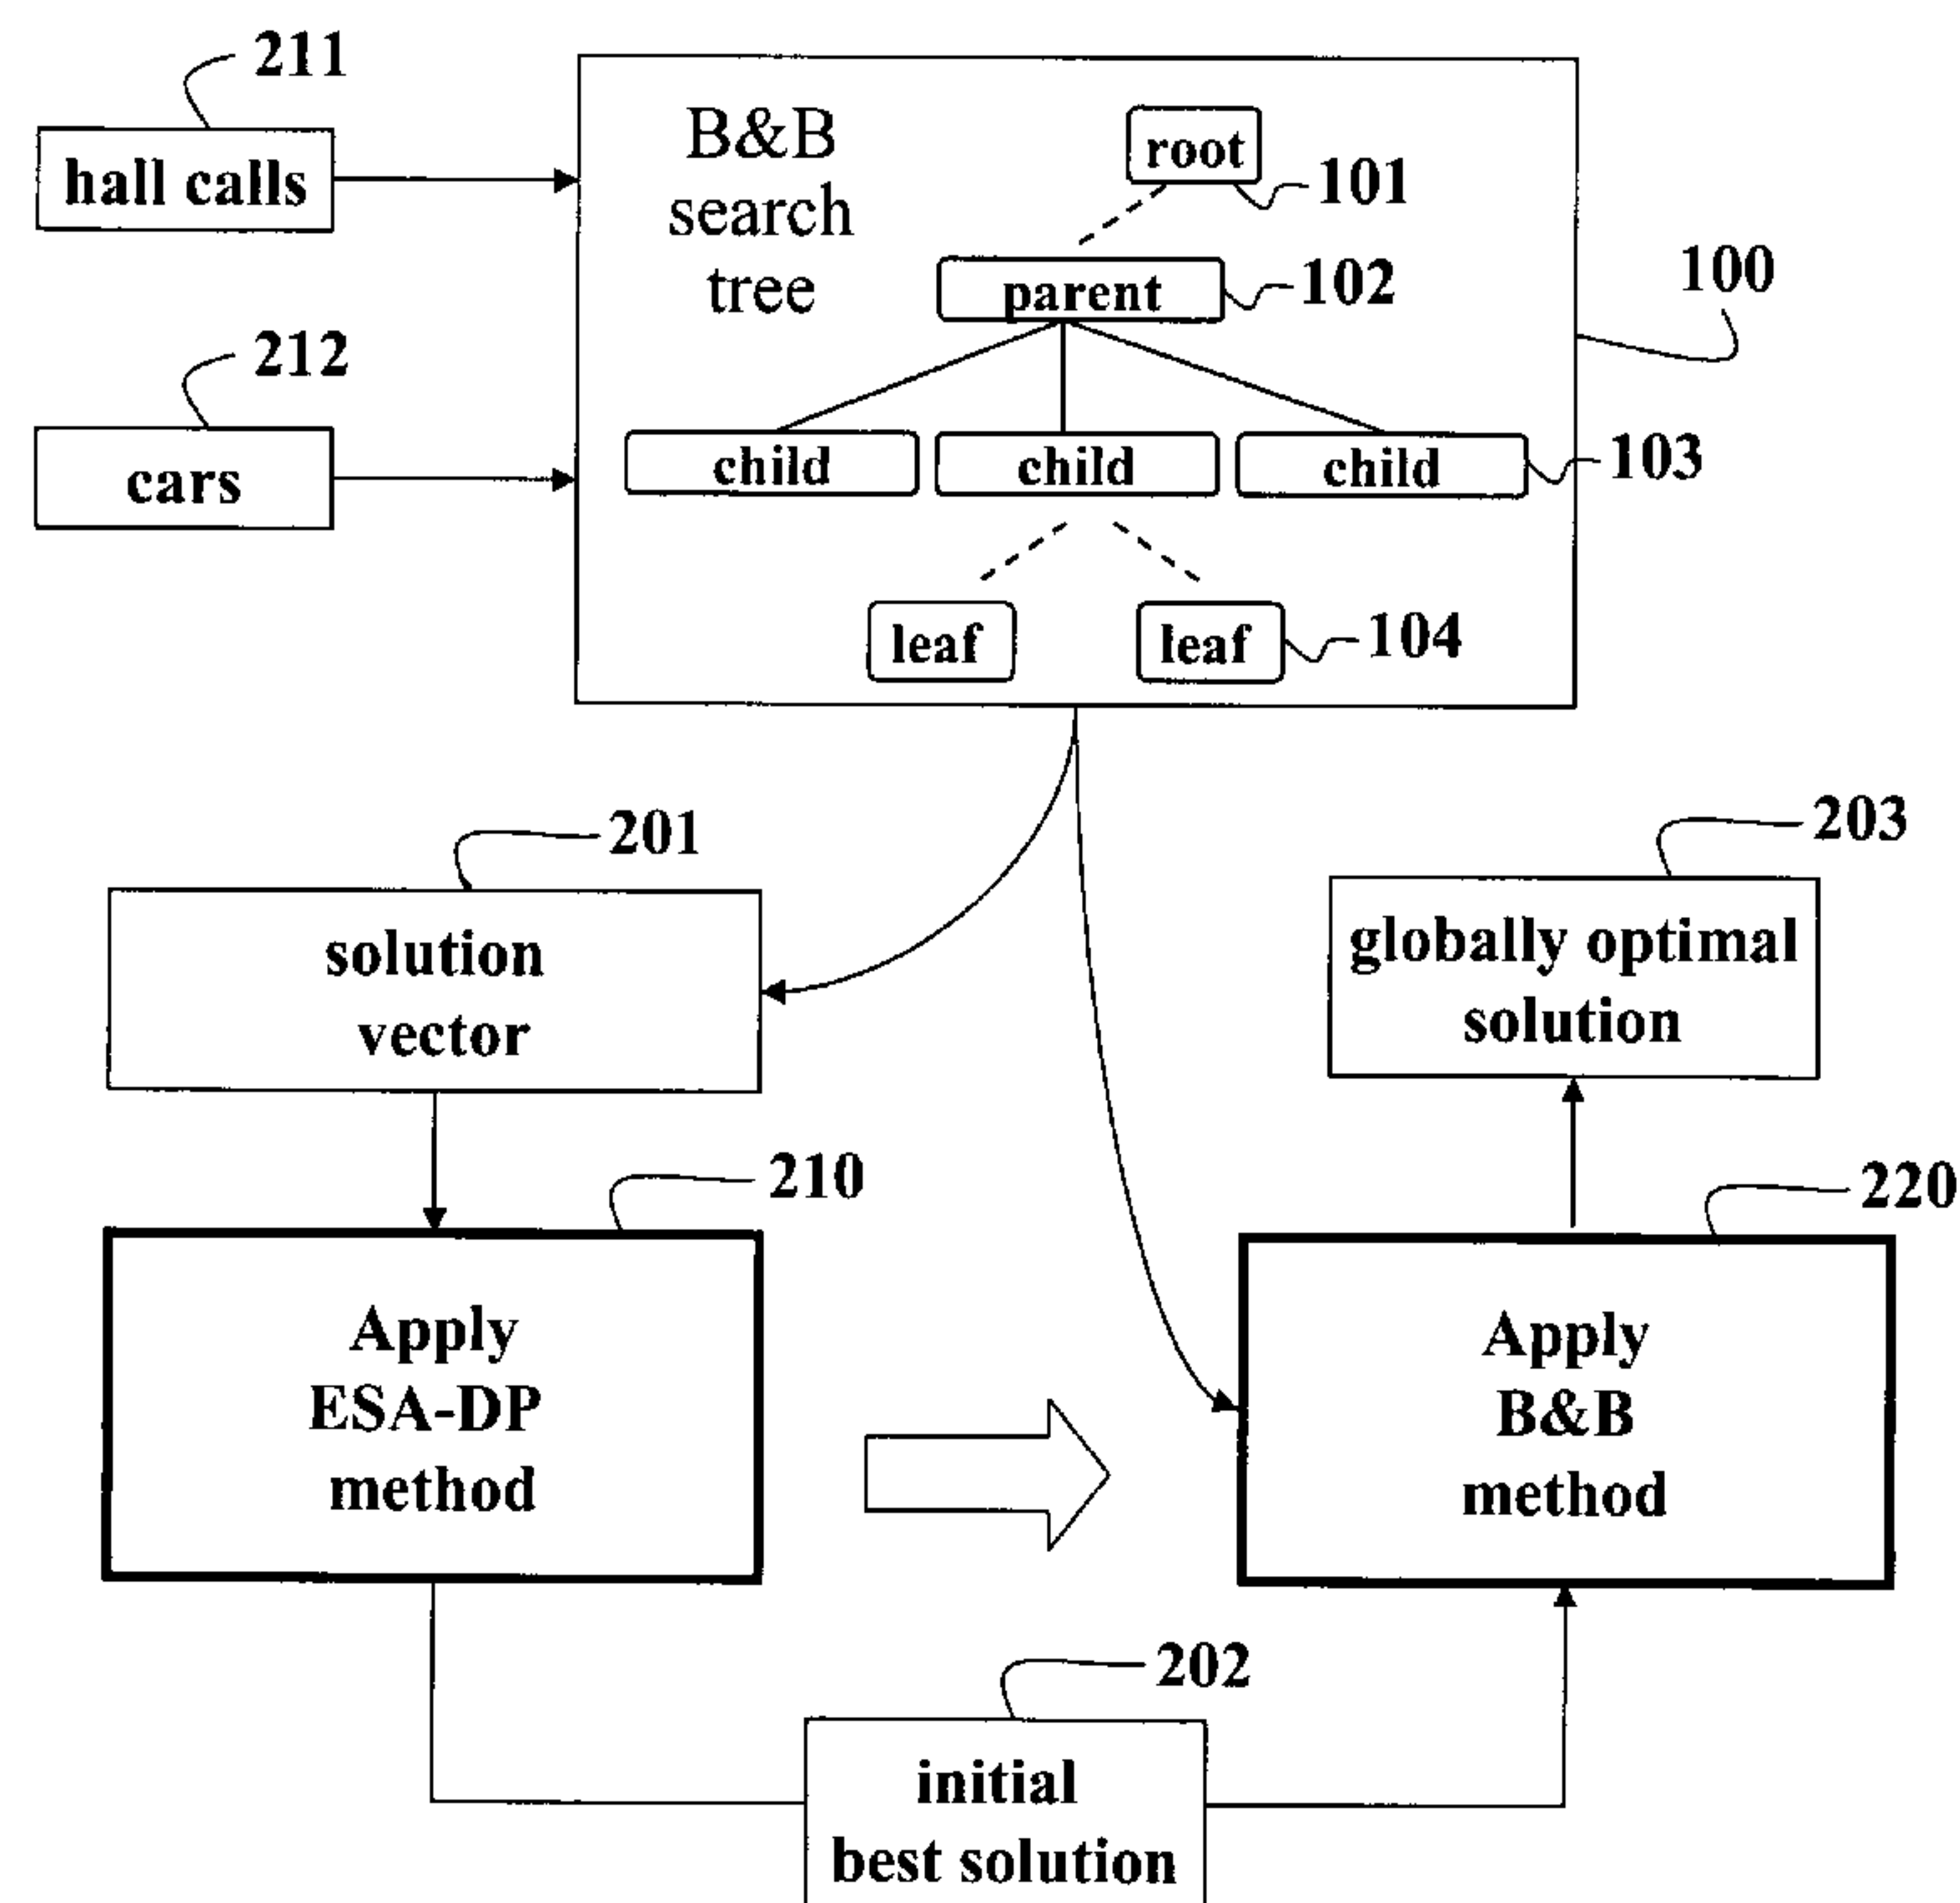 211
hall calls
B&B
search
tree
root
101
parent
102
100
212
cars
child
child
child
103
leaf
leaf
104
201
solution
vector
203
globally optimal
solution
210
Apply
ESA-DP
method
220
Apply
B&B
method
202
initial
best solution